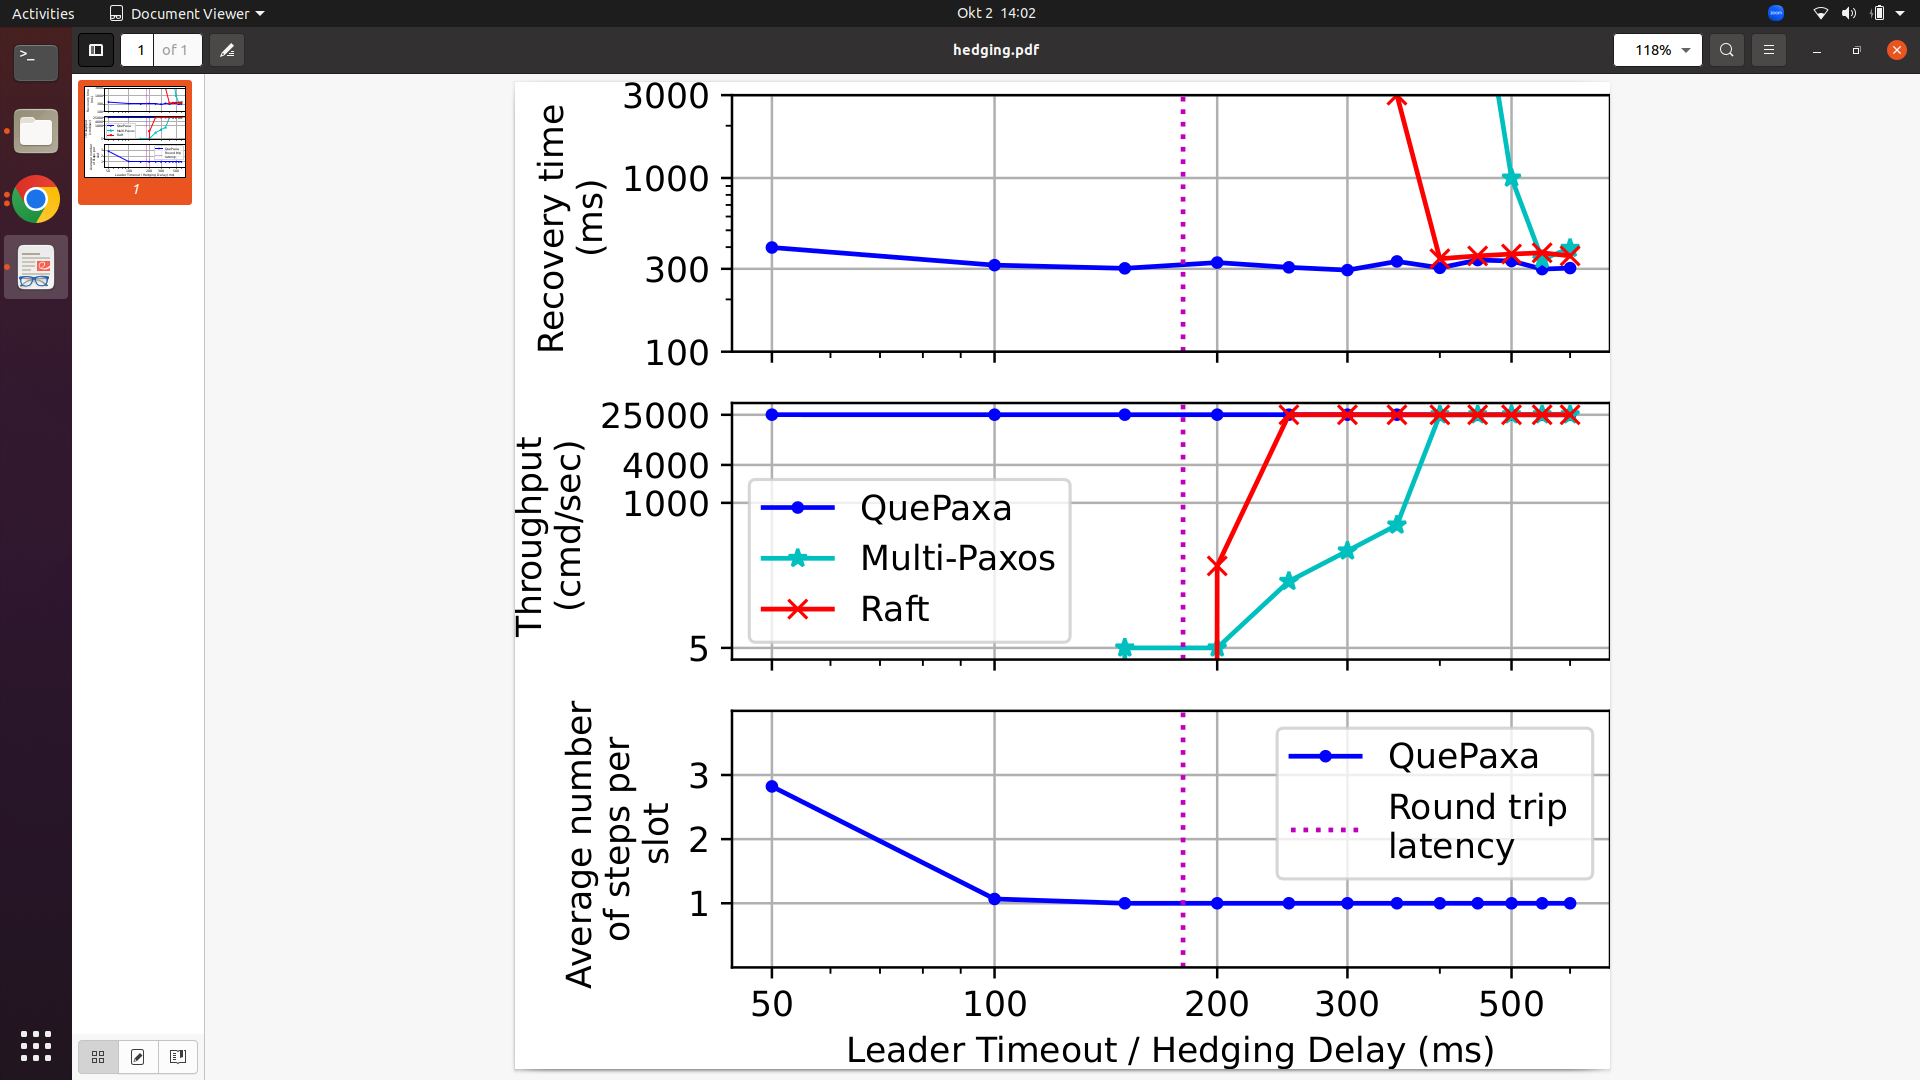 Activities
Document Viewer
Okt 2 14:02
zoom
1 of 1
hedging.pdf
118%
1
Recovery time
(ms)
3000
1000
300
100
Throughput
(cmd/sec)
25000
4000
1000
5
QuePaxa
Multi-Paxos
Raft
Average number
of steps per
slot
3
2
1
QuePaxa
Round trip
latency
50
100
200
300
500
Leader Timeout / Hedging Delay (ms)